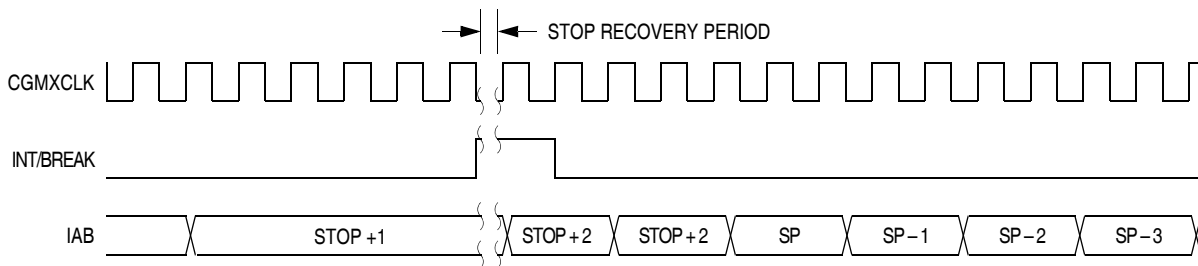 STOP RECOVERY PERIOD
CGMXCLK
INT/BREAK
IAB STOP +1 STOP + 2 STOP + 2 SP SP – 1 SP – 2 SP – 3